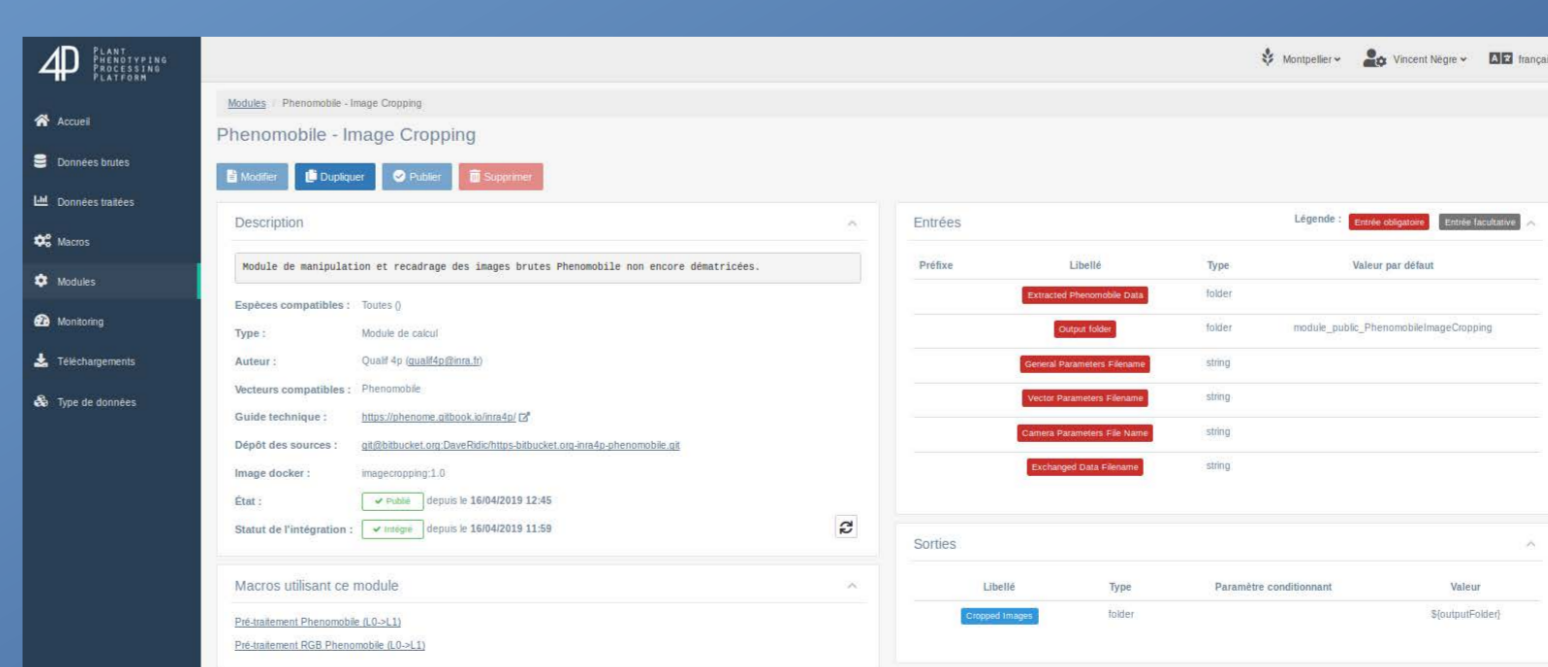 4P PLANT
PHENOTYPING
PROCESSING
PLATFORM
Montpellier
Vincent Nègre
françai
Accueil
Données brutes
Données traitées
Macros
Modules
Monitoring
Téléchargements
Type de données
Modules / Phenomobile - Image Cropping
Phenomobile - Image Cropping
Modifier Dupliquer Publier Supprimer
Description
Module de manipulation et recadrage des images brutes Phenomobile non encore dématricées.
Espèces compatibles : Toutes ()
Type : Module de calcul
Auteur : Qualif 4p (qualif4p@inra.fr)
Vecteurs compatibles : Phenomobile
Guide technique : https://phenome.gitbook.io/inra4p/
Dépôt des sources : git@bitbucket.org:DaveRidic/https-bitbucket.org-inra4p-phenomobile.git
Image docker : imagecropping:1.0
État : Publié depuis le 16/04/2019 12:45
Statut de l'intégration : Intégré depuis le 16/04/2019 11:59
Macros utilisant ce module
Pré-traitement Phenomobile (L0->L1)
Pré-traitement RGB Phenomobile (L0->L1)
Entrées Légende : Entrée obligatoire Entrée facultative
Préfixe Libellé Type Valeur par défaut
Extracted Phenomobile Data folder
Output folder folder module_public_PhenomobileImageCropping
General Parameters Filename string
Vector Parameters Filename string
Camera Parameters File Name string
Exchanged Data Filename string
Sorties
Libellé Type Paramètre conditionnant Valeur
Cropped Images folder ${outputFolder}